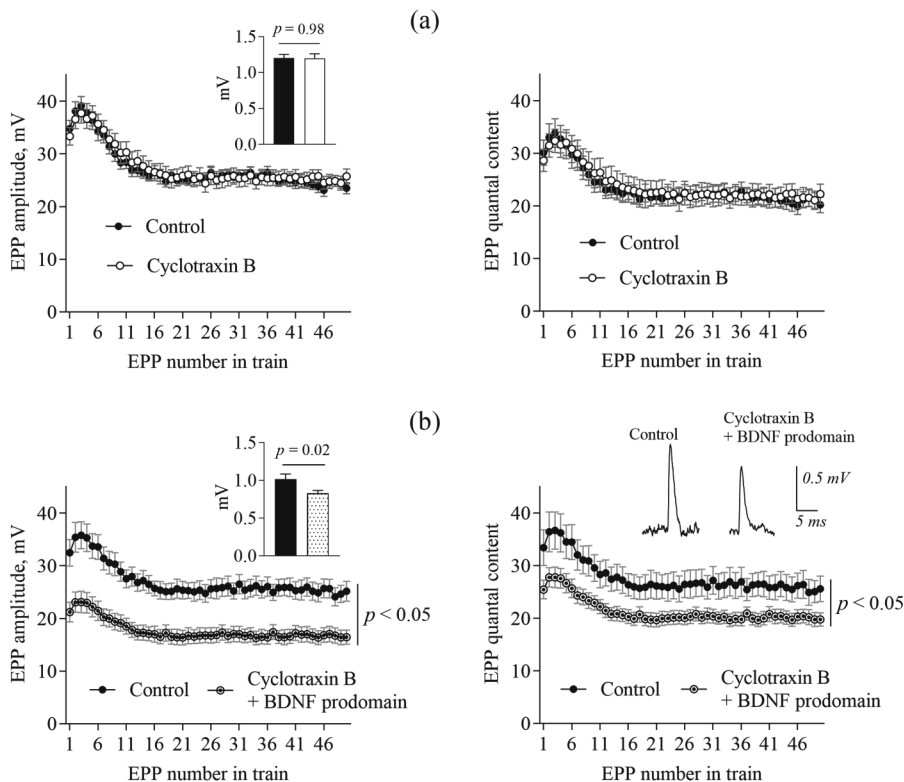 (a)
p = 0.98
mV
1.5
1.0
0.5
0.0
EPP amplitude, mV
40
30
20
10
0
Control
Cyclotraxin B
1 6 11 16 21 26 31 36 41 46
EPP number in train
EPP quantal content
40
30
20
10
0
Control
Cyclotraxin B
1 6 11 16 21 26 31 36 41 46
EPP number in train
(b)
p = 0.02
mV
1.5
1.0
0.5
0.0
EPP amplitude, mV
40
30
20
10
0
p < 0.05
Control
Cyclotraxin B
+ BDNF prodomain
1 6 11 16 21 26 31 36 41 46
EPP number in train
Control
Cyclotraxin B
+ BDNF prodomain
0.5 mV
5 ms
EPP quantal content
40
30
20
10
0
p < 0.05
Control
Cyclotraxin B
+ BDNF prodomain
1 6 11 16 21 26 31 36 41 46
EPP number in train